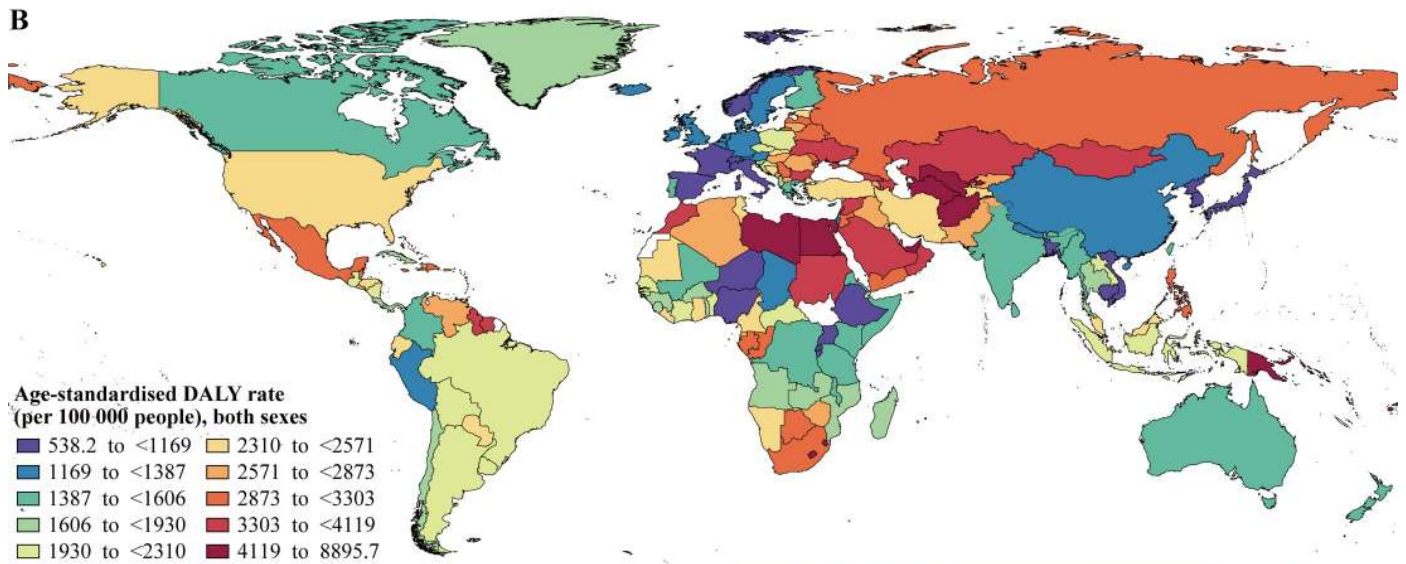 B
Age-standardised DALY rate
(per 100 000 people), both sexes
538.2 to <1169
1169 to <1387
1387 to <1606
1606 to <1930
1930 to <2310
2310 to <2571
2571 to <2873
2873 to <3303
3303 to <4119
4119 to 8895.7